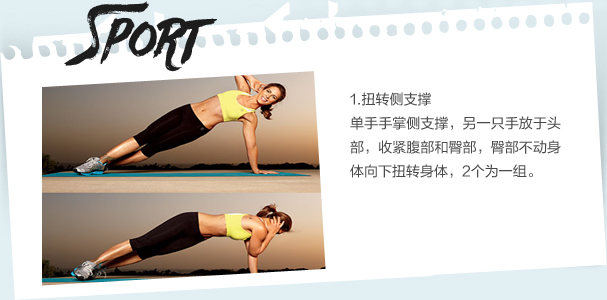 SPORT
1.扭转侧支撑
单手手掌侧支撑，另一只手放于头
部，收紧腹部和臀部，臀部不动身
体向下扭转身体，2个为一组。